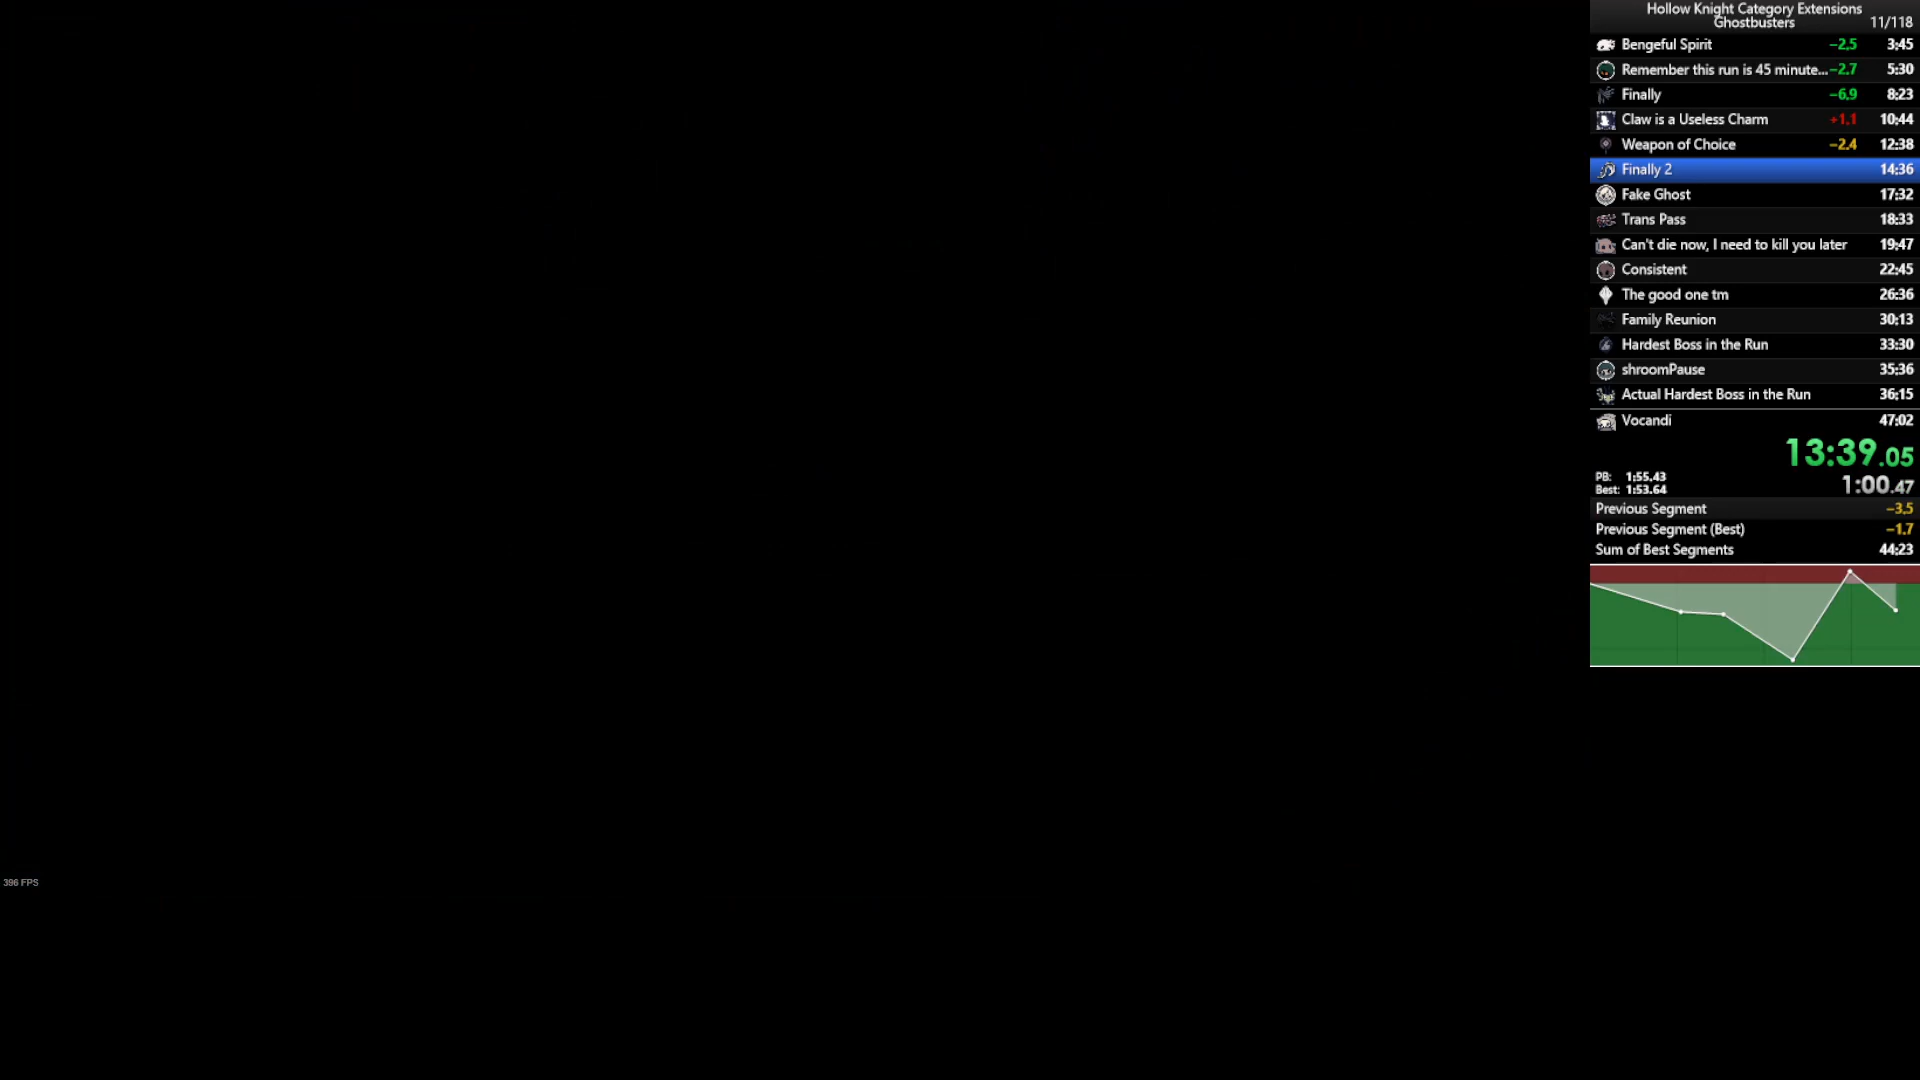 Hollow Knight Category Extensions
Ghostbusters 11/118
Bengeful Spirit −2.5 3:45
Remember this run is 45 minute... −2.7 5:30
Finally −6.9 8:23
Claw is a Useless Charm +1.1 10:44
Weapon of Choice −2.4 12:38
Finally 2 14:36
Fake Ghost 17:32
Trans Pass 18:33
Can't die now, I need to kill you later 19:47
Consistent 22:45
The good one tm 26:36
Family Reunion 30:13
Hardest Boss in the Run 33:30
shroomPause 35:36
Actual Hardest Boss in the Run 36:15
Vocandi 47:02
13:39.05
PB: 1:55.43
Best: 1:53.64
1:00.47
Previous Segment −3.5
Previous Segment (Best) −1.7
Sum of Best Segments 44:23
396 FPS